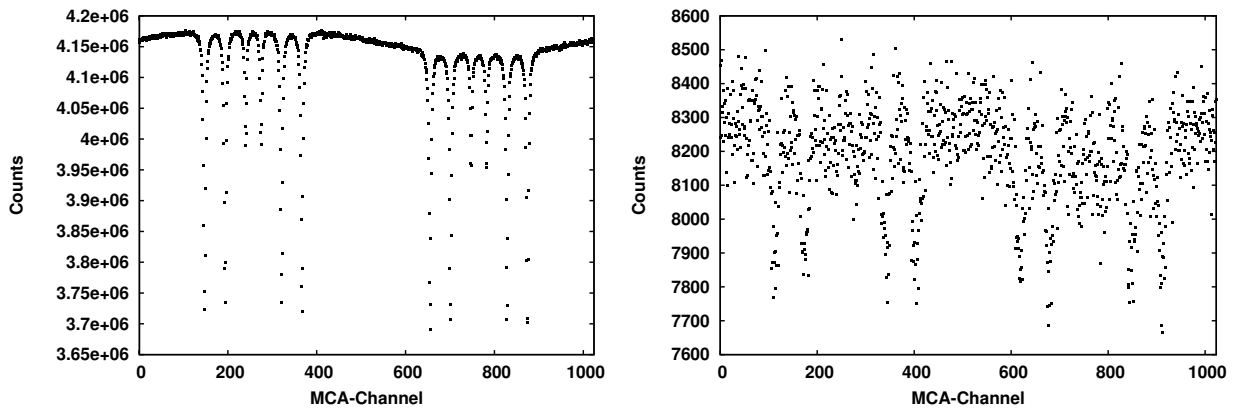 4.2e+06
4.15e+06
4.1e+06
4.05e+06
4e+06
3.95e+06
3.9e+06
3.85e+06
3.8e+06
3.75e+06
3.7e+06
3.65e+06
Counts
0 200 400 600 800 1000
MCA-Channel
8600
8500
8400
8300
8200
8100
8000
7900
7800
7700
7600
Counts
0 200 400 600 800 1000
MCA-Channel